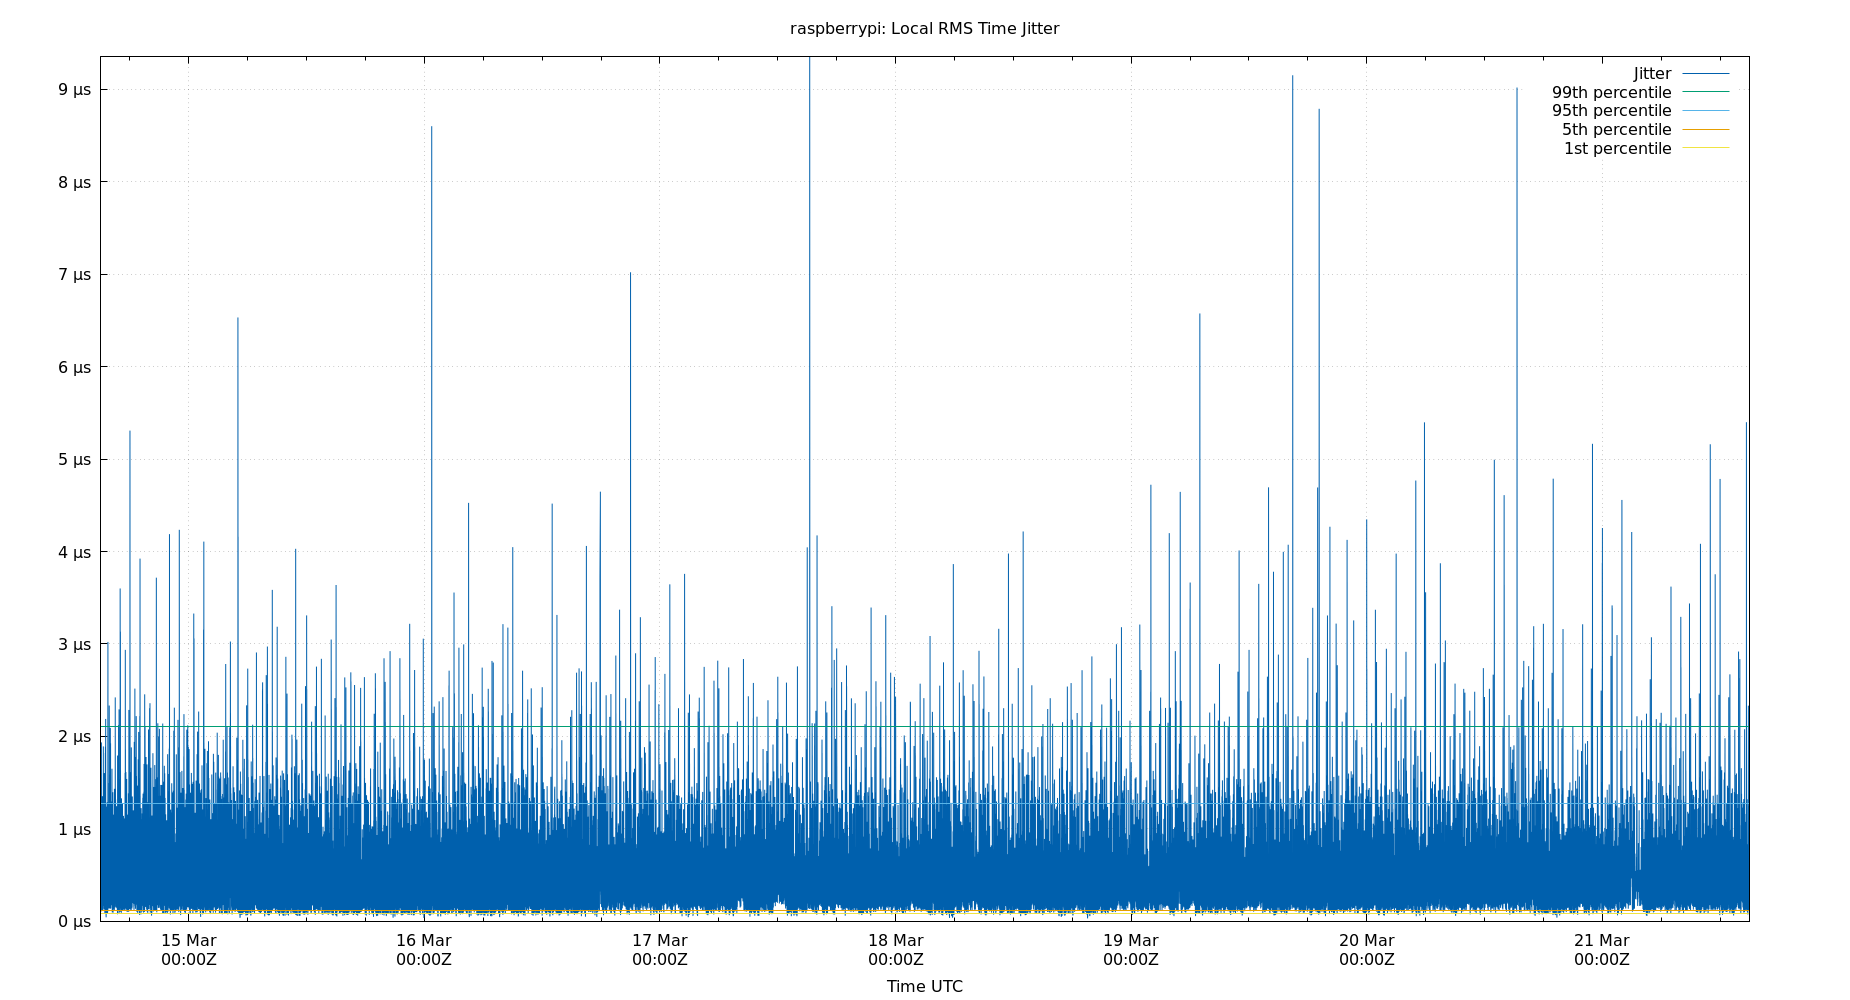 raspberrypi: Local RMS Time Jitter
Jitter
99th percentile
95th percentile
5th percentile
1st percentile
9 µs
8 µs
7 µs
6 µs
5 µs
4 µs
3 µs
2 µs
1 µs
0 µs
15 Mar 16 Mar 17 Mar 18 Mar 19 Mar 20 Mar 21 Mar
00:00Z 00:00Z 00:00Z 00:00Z 00:00Z 00:00Z 00:00Z
Time UTC